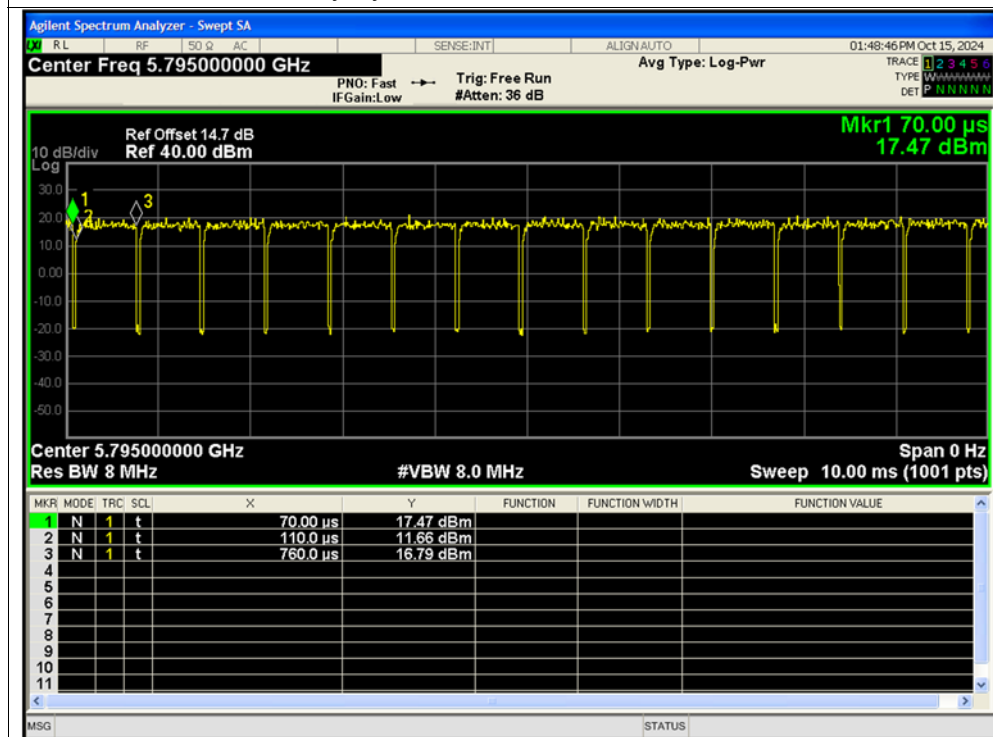 Agilent Spectrum Analyzer - Swept SA
LXI RL RF 50 Ω AC SENSE:INT ALIGN AUTO 01:48:46 PM Oct 15, 2024
Center Freq 5.795000000 GHz Avg Type: Log-Pwr TRACE 1 2 3 4 5 6
PNO: Fast Trig: Free Run TYPE WWWWWW
IFGain:Low #Atten: 36 dB DET P N N N N N
Mkr1 70.00 µs
Ref Offset 14.7 dB
10 dB/div Ref 40.00 dBm 17.47 dBm
Log
30.0
1
3
20.0
2
10.0
0.00
-10.0
-20.0
-30.0
-40.0
-50.0
Center 5.795000000 GHz Span 0 Hz
Res BW 8 MHz #VBW 8.0 MHz Sweep 10.00 ms (1001 pts)
MKR MODE TRC SCL X Y FUNCTION FUNCTION WIDTH FUNCTION VALUE
1 N 1 t 70.00 µs 17.47 dBm
2 N 1 t 110.0 µs 11.66 dBm
3 N 1 t 760.0 µs 16.79 dBm
4
5
6
7
8
9
10
11
MSG STATUS